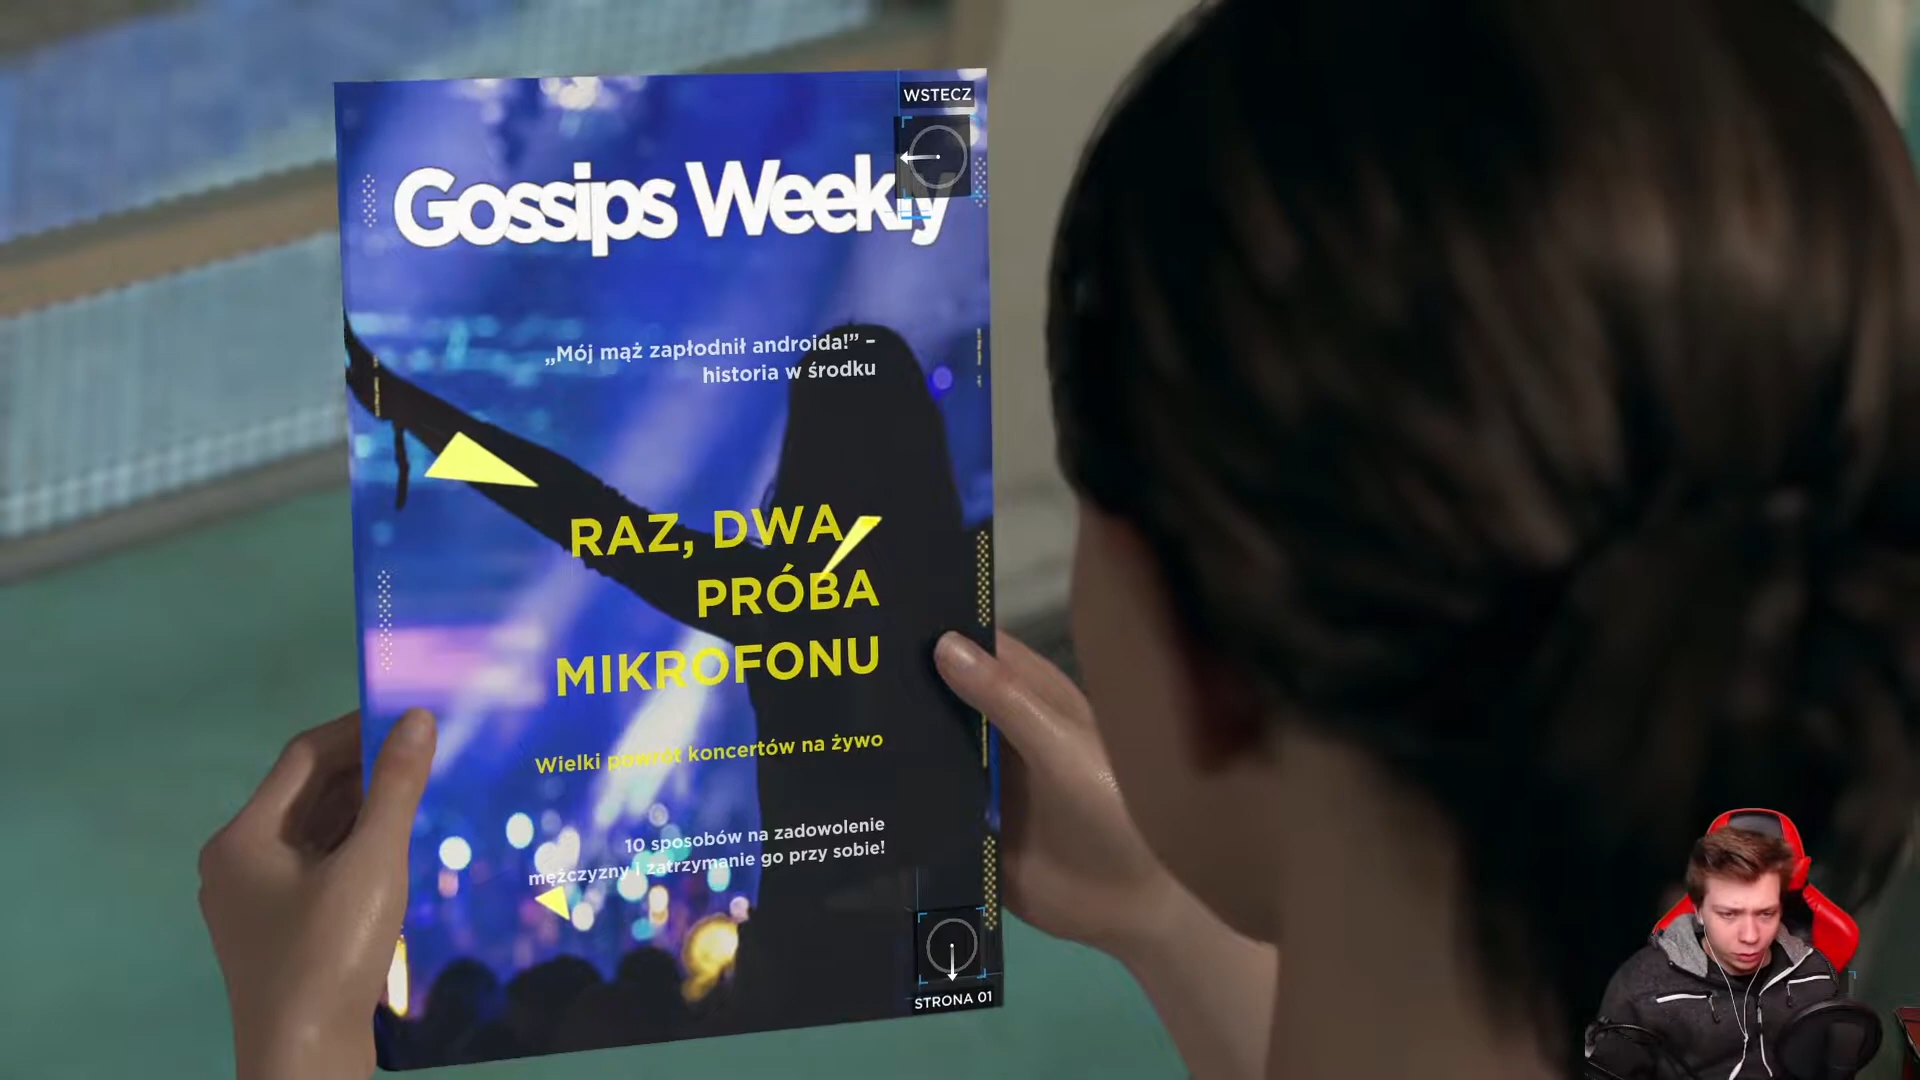 WSTECZ
Gossips Weekly
„Mój mąż zapłodnił androida!” –
historia w środku
RAZ, DWA,
PRÓBA
MIKROFONU
Wielki powrót koncertów na żywo
10 sposobów na zadowolenie
mężczyzny i zatrzymanie go przy sobie!
STRONA 01